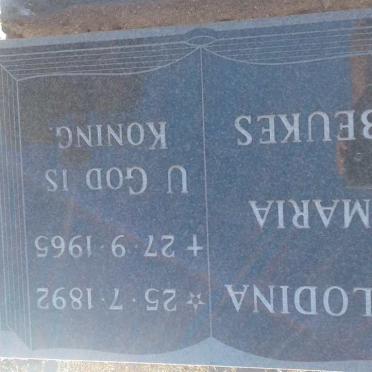 LODINA
MARIA
BEUKES
☆ 25·7·1892
† 27·9·1965
U GOD IS
KONING.